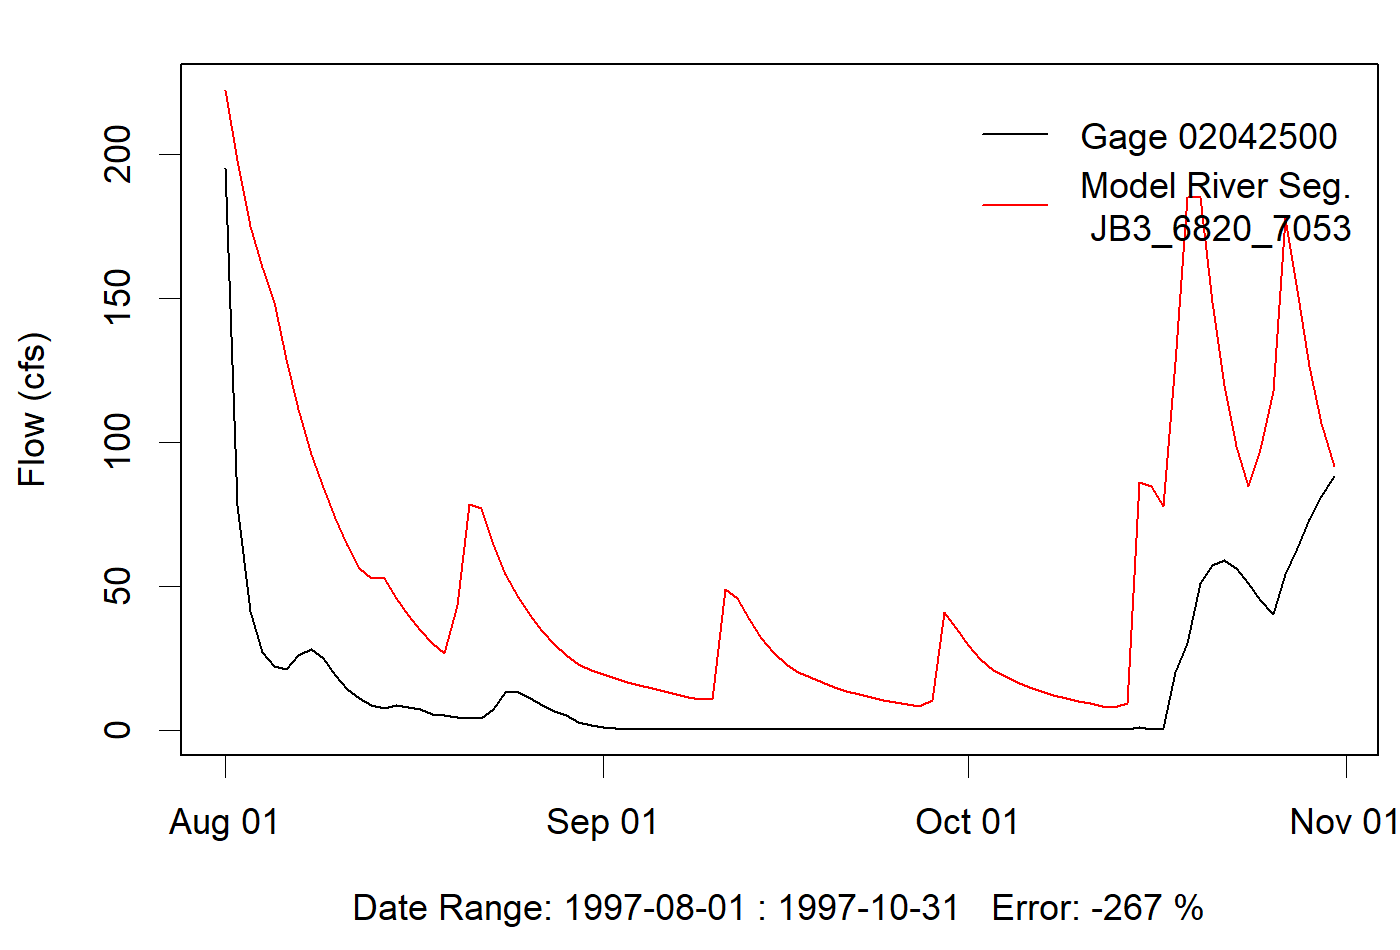 Gage 02042500
Model River Seg.
JB3_6820_7053
Flow (cfs)
200
150
100
50
0
Aug 01 Sep 01 Oct 01 Nov 01
Date Range: 1997-08-01 : 1997-10-31 Error: -267 %